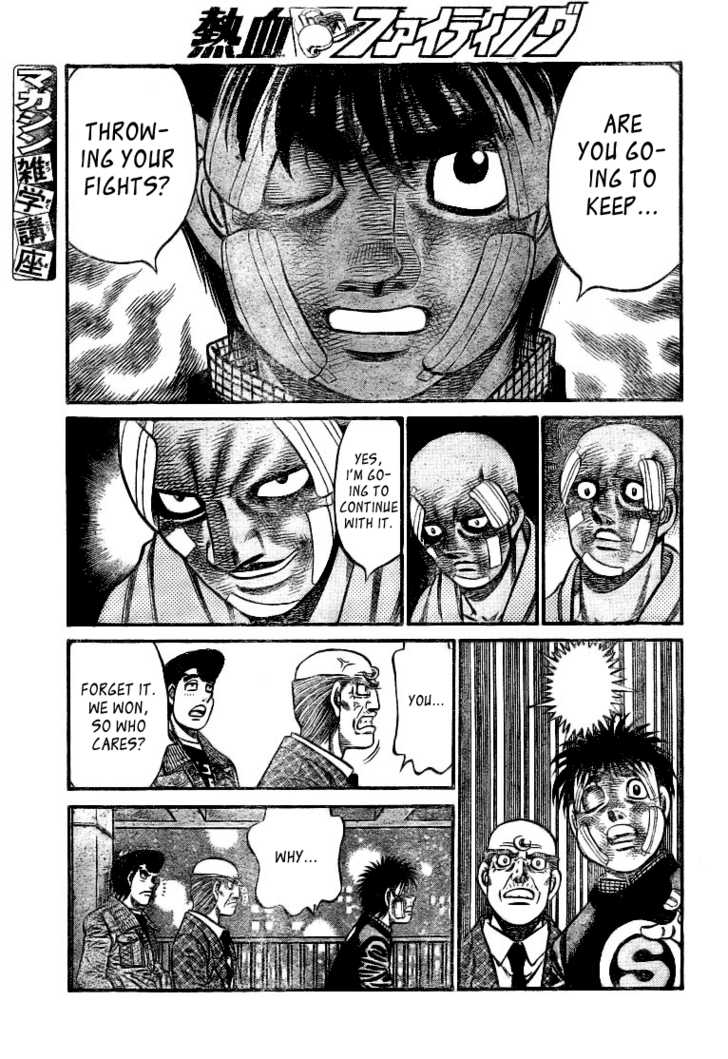 熱血ファイティング
マガジン雑学講座
ARE
YOU GO-
ING TO
KEEP...
THROW-
ING YOUR
FIGHTS?
YES,
I'M GO-
ING TO
CONTINUE
WITH IT.
YOU...
FORGET IT.
WE WON,
SO WHO
CARES?
WHY...
S